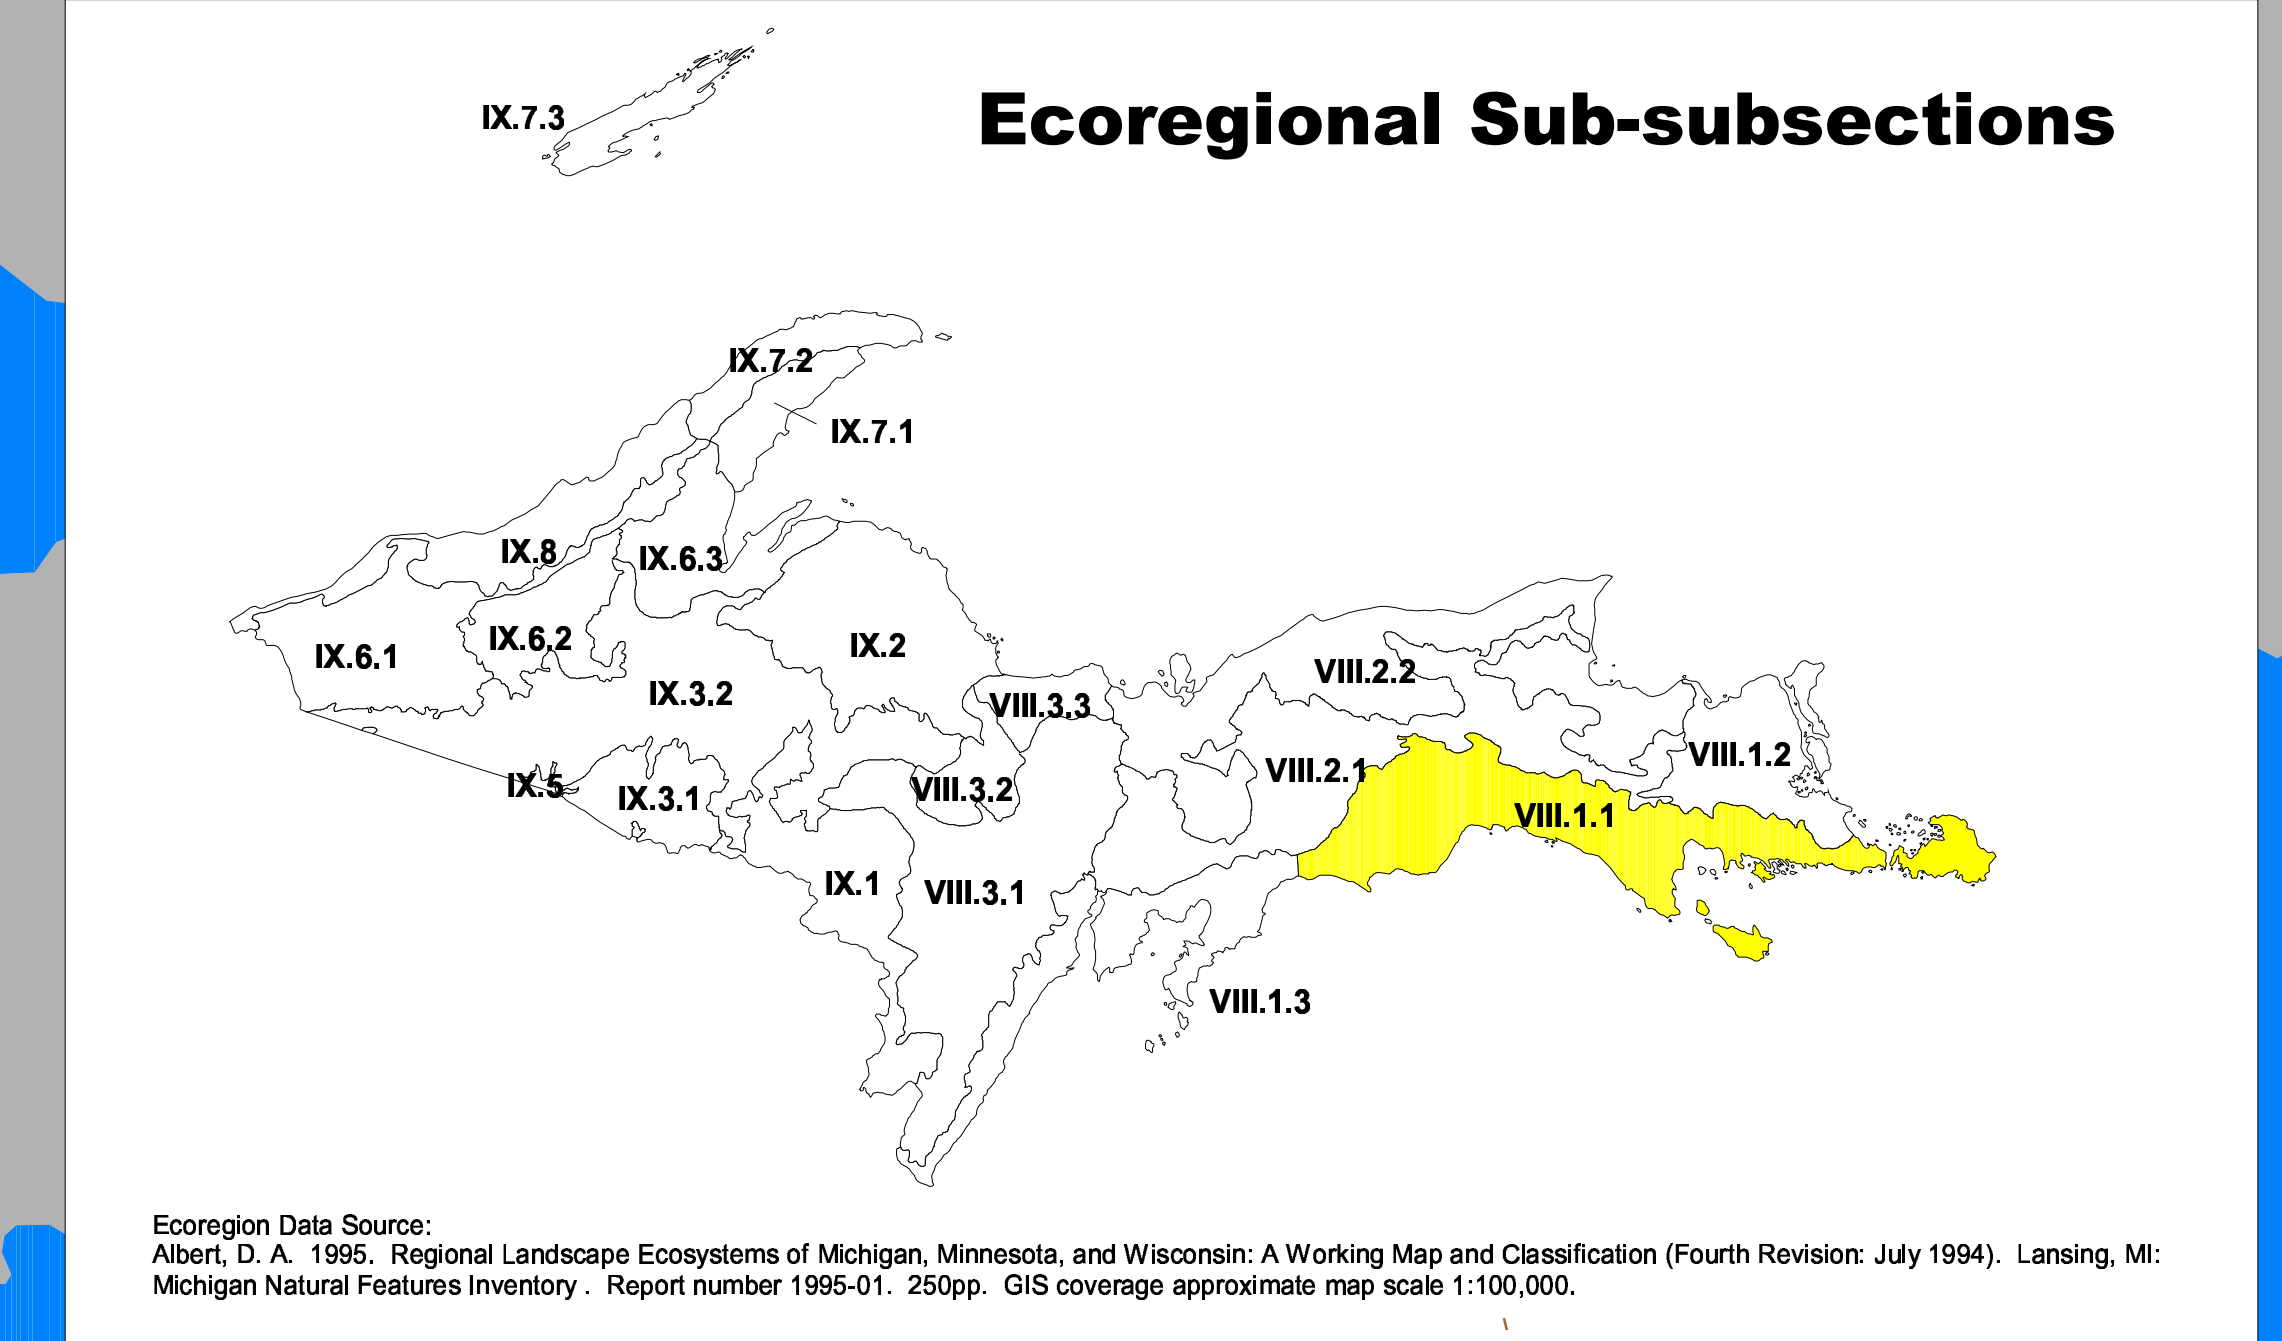 Ecoregional Sub-subsections
IX.7.3
IX.7.2
IX.7.1
IX.8
IX.6.3
IX.6.2
IX.6.1
IX.2
IX.3.2
VIII.2.2
VIII.3.3
VIII.1.2
VIII.2.1
IX.5
IX.3.1
VIII.3.2
VIII.1.1
IX.1
VIII.3.1
VIII.1.3
Ecoregion Data Source:
Albert, D. A.  1995.  Regional Landscape Ecosystems of Michigan, Minnesota, and Wisconsin: A Working Map and Classification (Fourth Revision: July 1994).  Lansing, MI:
Michigan Natural Features Inventory .  Report number 1995-01.  250pp.  GIS coverage approximate map scale 1:100,000.